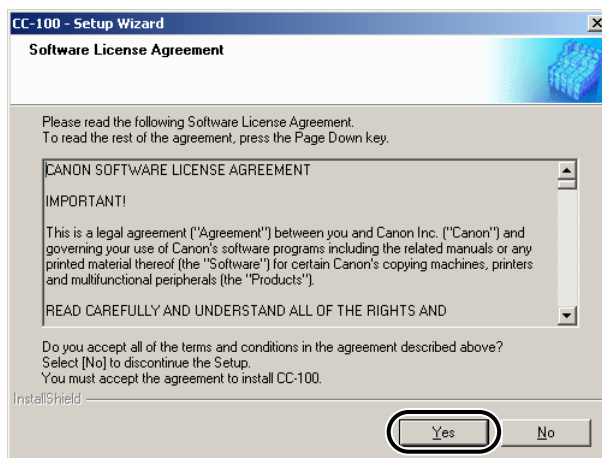 CC-100 - Setup Wizard
Software License Agreement
Please read the following Software License Agreement.
To read the rest of the agreement, press the Page Down key.
CANON SOFTWARE LICENSE AGREEMENT
IMPORTANT!
This is a legal agreement ("Agreement") between you and Canon Inc. ("Canon") and
governing your use of Canon's software programs including the related manuals or any
printed material thereof (the "Software") for certain Canon's copying machines, printers
and multifunctional peripherals (the "Products").
READ CAREFULLY AND UNDERSTAND ALL OF THE RIGHTS AND
Do you accept all of the terms and conditions in the agreement described above?
Select [No] to discontinue the Setup.
You must accept the agreement to install CC-100.
InstallShield
Yes
No